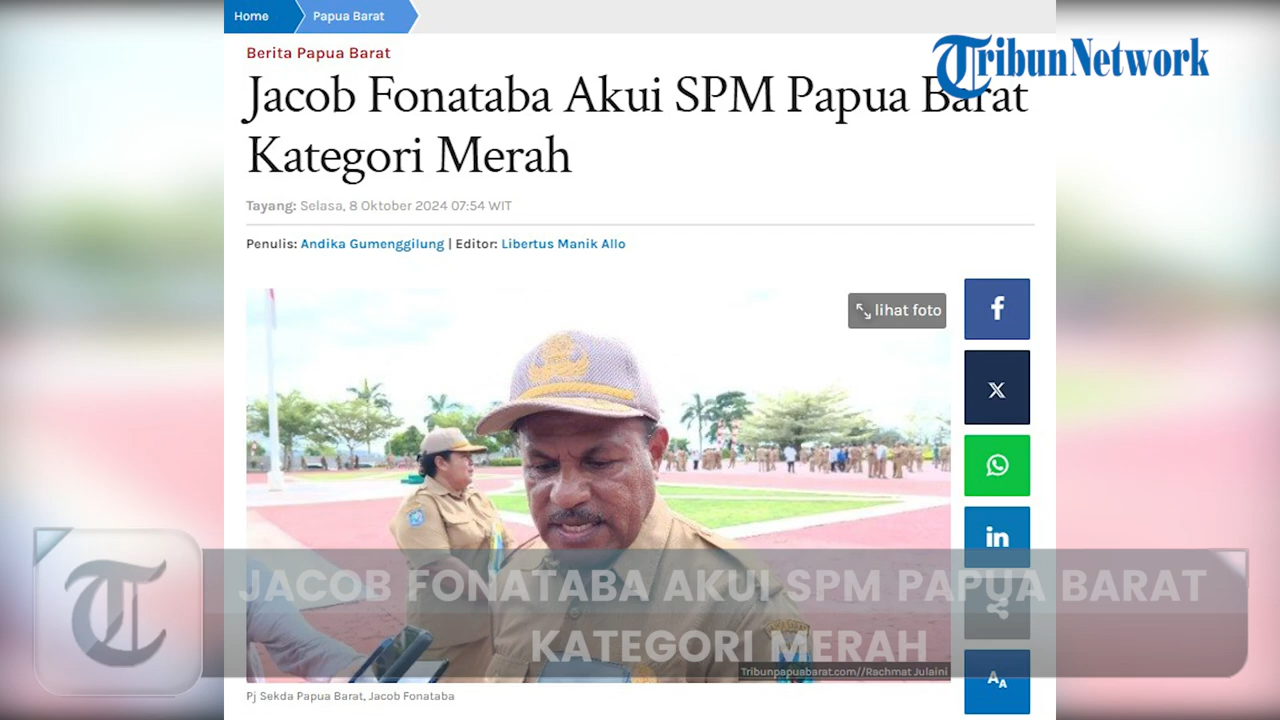 Home
Papua Barat
Berita Papua Barat
TribunNetwork
Jacob Fonataba Akui SPM Papua Barat
Kategori Merah
Tayang: Selasa, 8 Oktober 2024 07:54 WIT
Penulis: Andika Gumenggilung | Editor: Libertus Manik Allo
lihat foto
JACOB FONATABA AKUI SPM PAPUA BARAT
KATEGORI MERAH
Tribunpapuabarat.com//Rachmat Julaini
Pj Sekda Papua Barat, Jacob Fonataba
f
X
in
AA
T